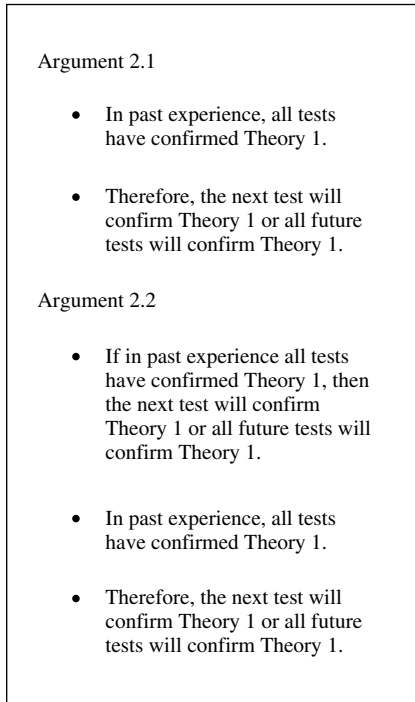 Argument 2.1
• In past experience, all tests
have confirmed Theory 1.
• Therefore, the next test will
confirm Theory 1 or all future
tests will confirm Theory 1.
Argument 2.2
• If in past experience all tests
have confirmed Theory 1, then
the next test will confirm
Theory 1 or all future tests will
confirm Theory 1.
• In past experience, all tests
have confirmed Theory 1.
• Therefore, the next test will
confirm Theory 1 or all future
tests will confirm Theory 1.